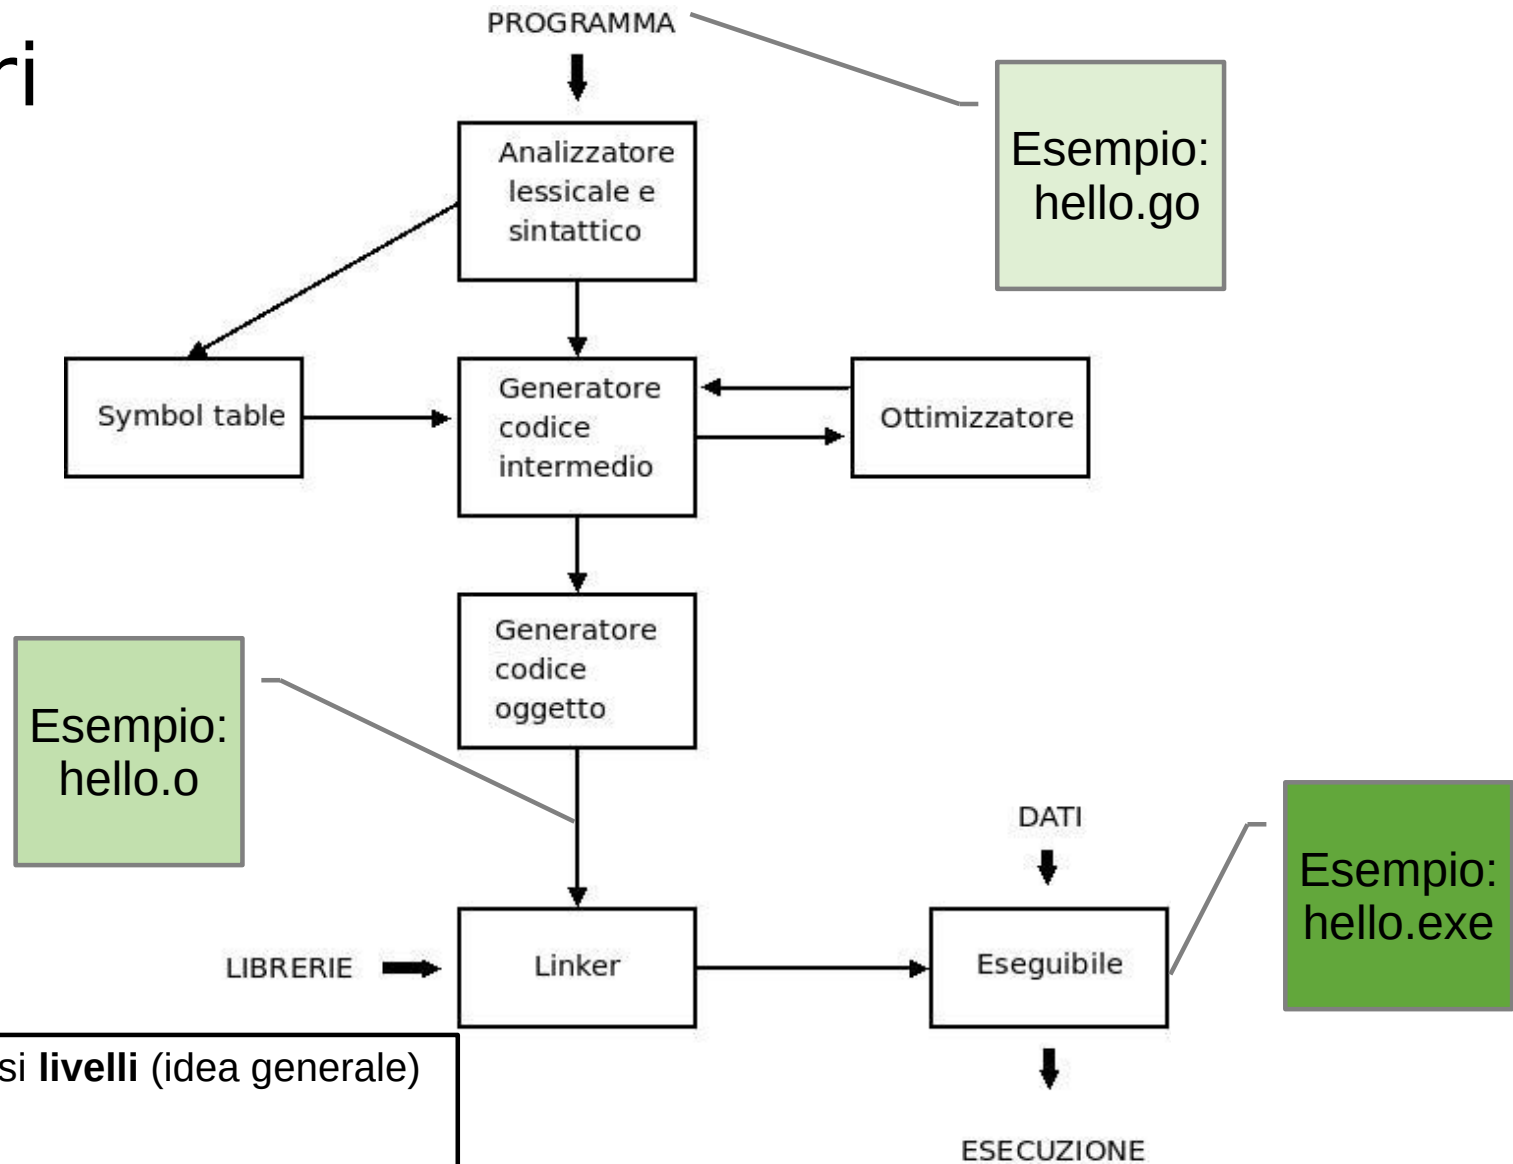 PROGRAMMA
ri
Esempio:
hello.go
Analizzatore
lessicale e
sintattico
Symbol table
Generatore
codice
intermedio
Ottimizzatore
Generatore
codice
oggetto
Esempio:
hello.o
DATI
Esempio:
hello.exe
LIBRERIE
Linker
Eseguibile
si livelli (idea generale)
ESECUZIONE